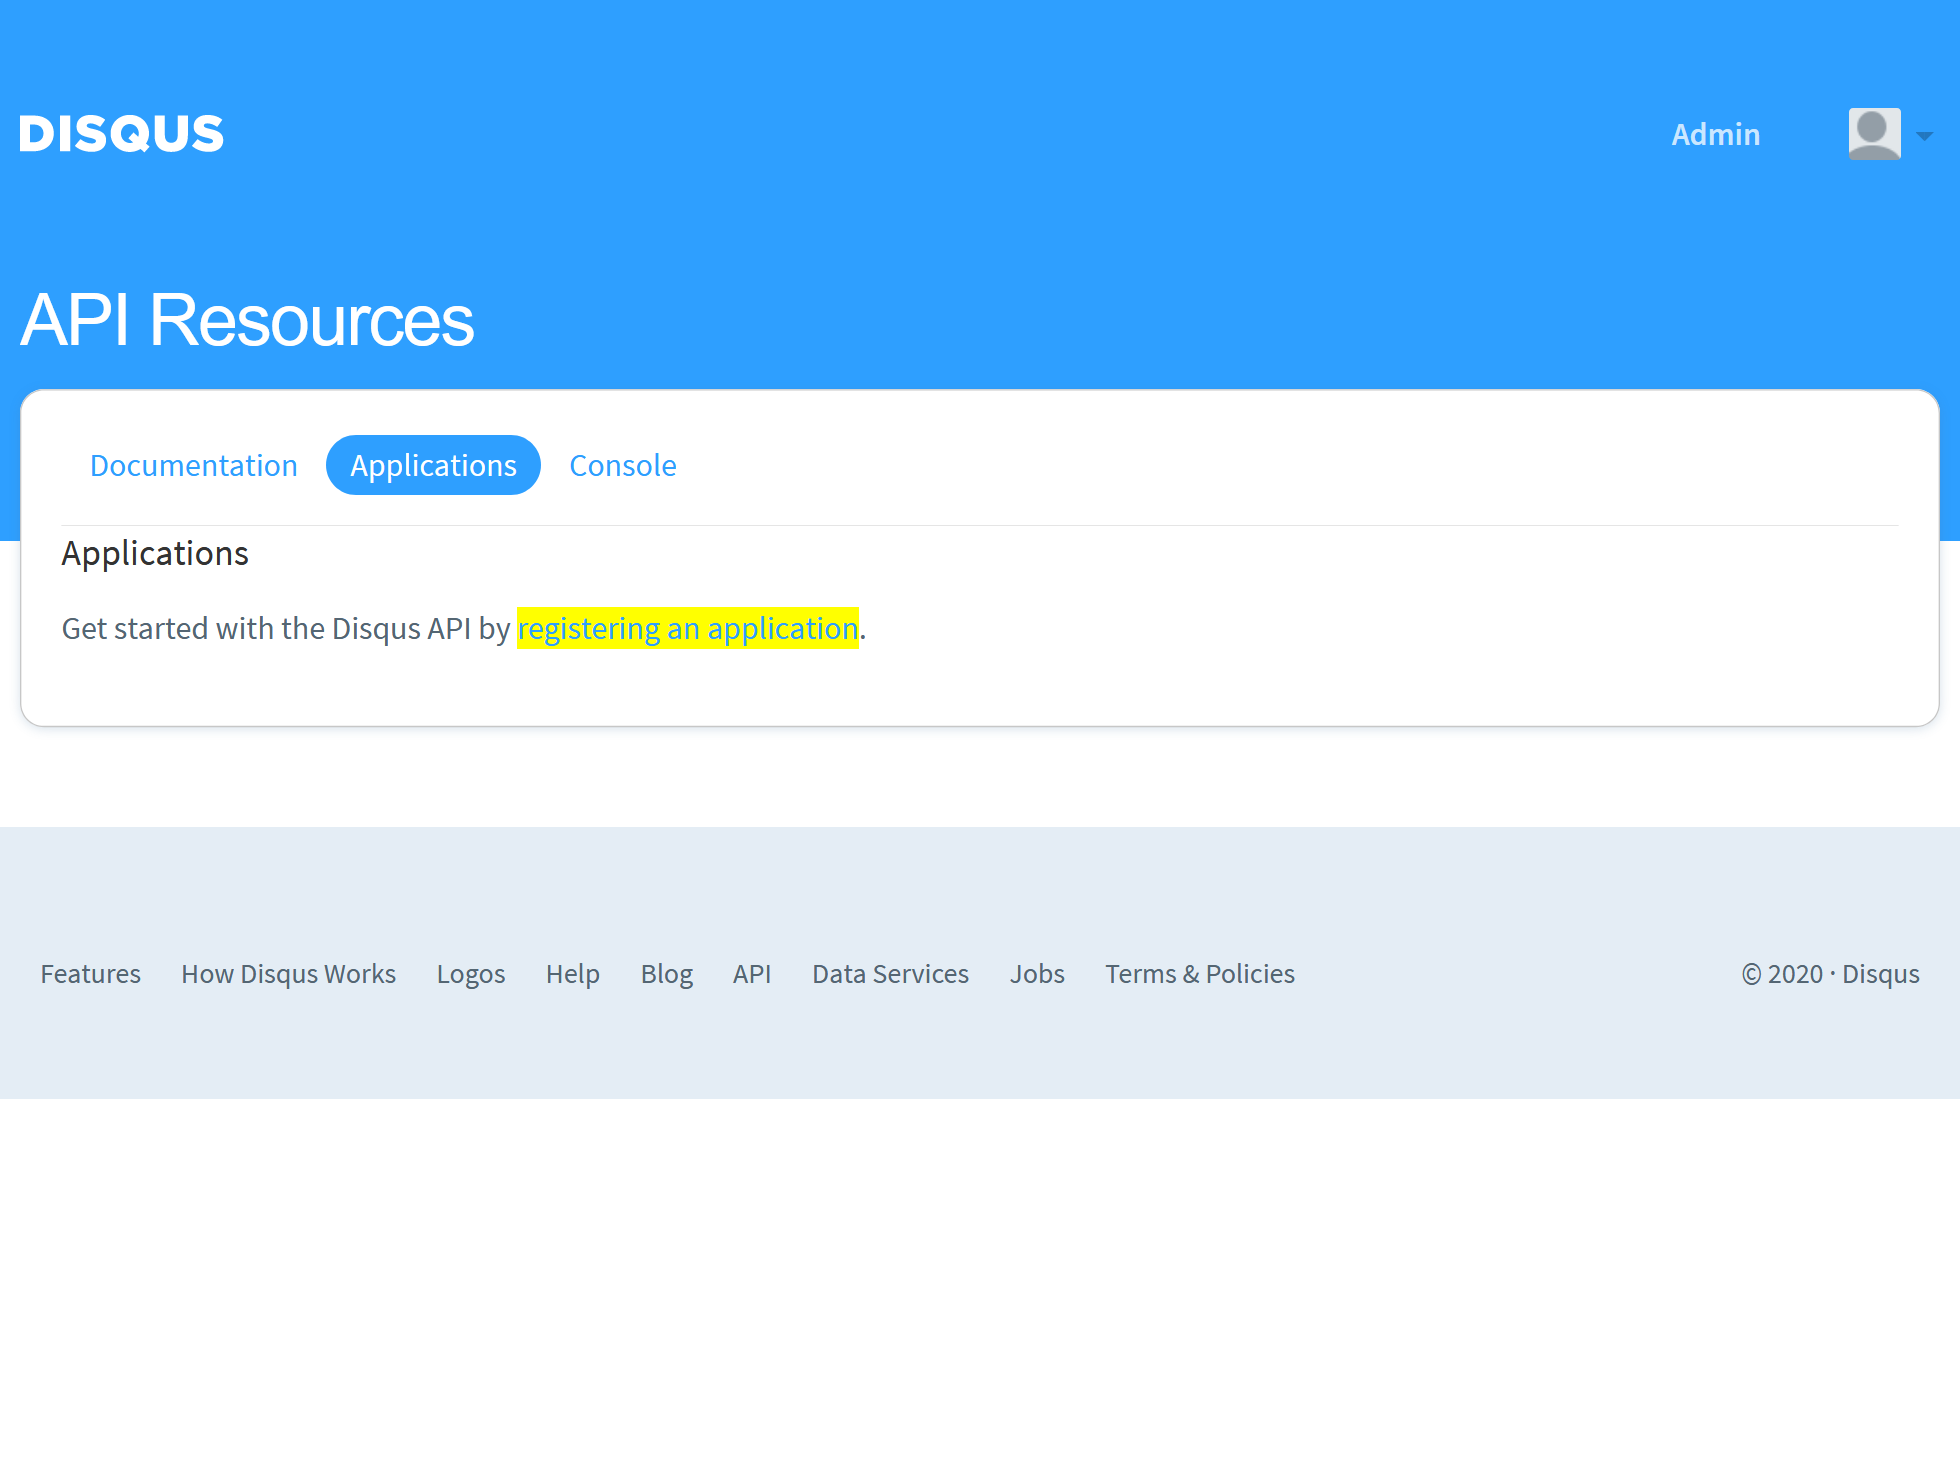 DISQUS
Admin
API Resources
Documentation Applications Console
Applications
Get started with the Disqus API by registering an application.
Features How Disqus Works Logos Help Blog API Data Services Jobs Terms & Policies © 2020 · Disqus